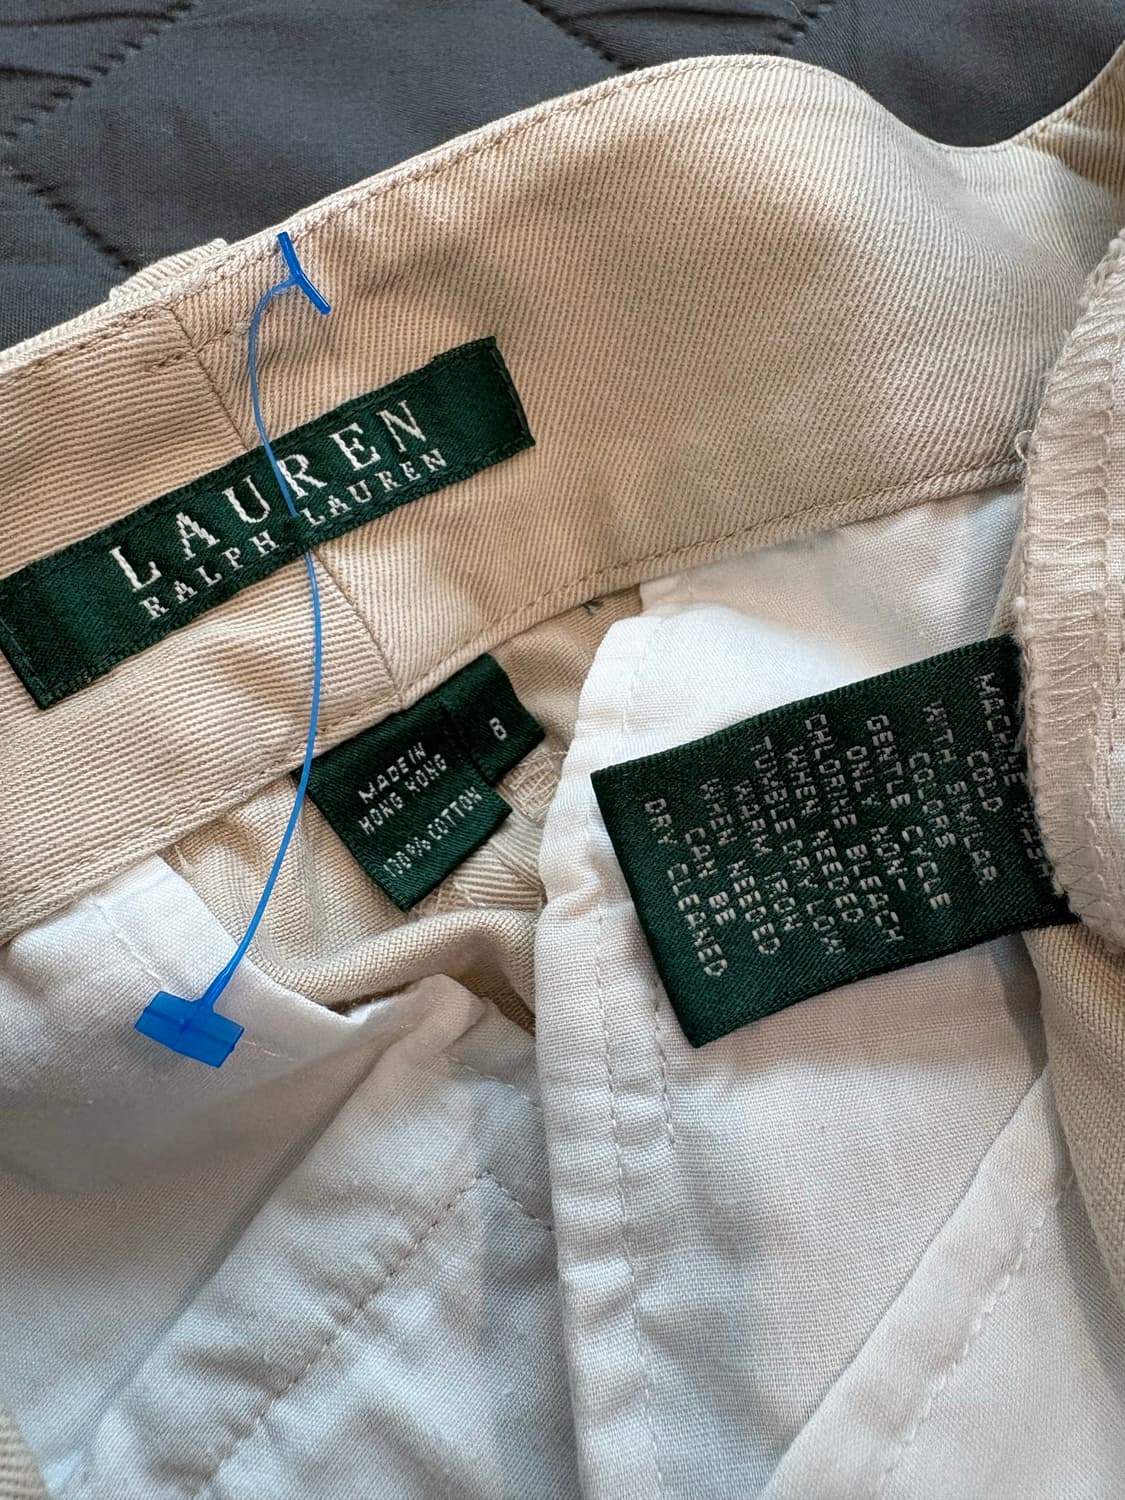 LAUREN
RALPH LAUREN
8
MADE IN
HONG KONG
100% COTTON
MACHINE
COLD
WITH SIMILAR
COLORS
GENTLE CYCLE
ONLY NON-
CHLORINE BLEACH
WHEN NEEDED
TUMBLE DRY LOW
WARM IRON
WHEN NEEDED
CAN BE
DRY CLEANED